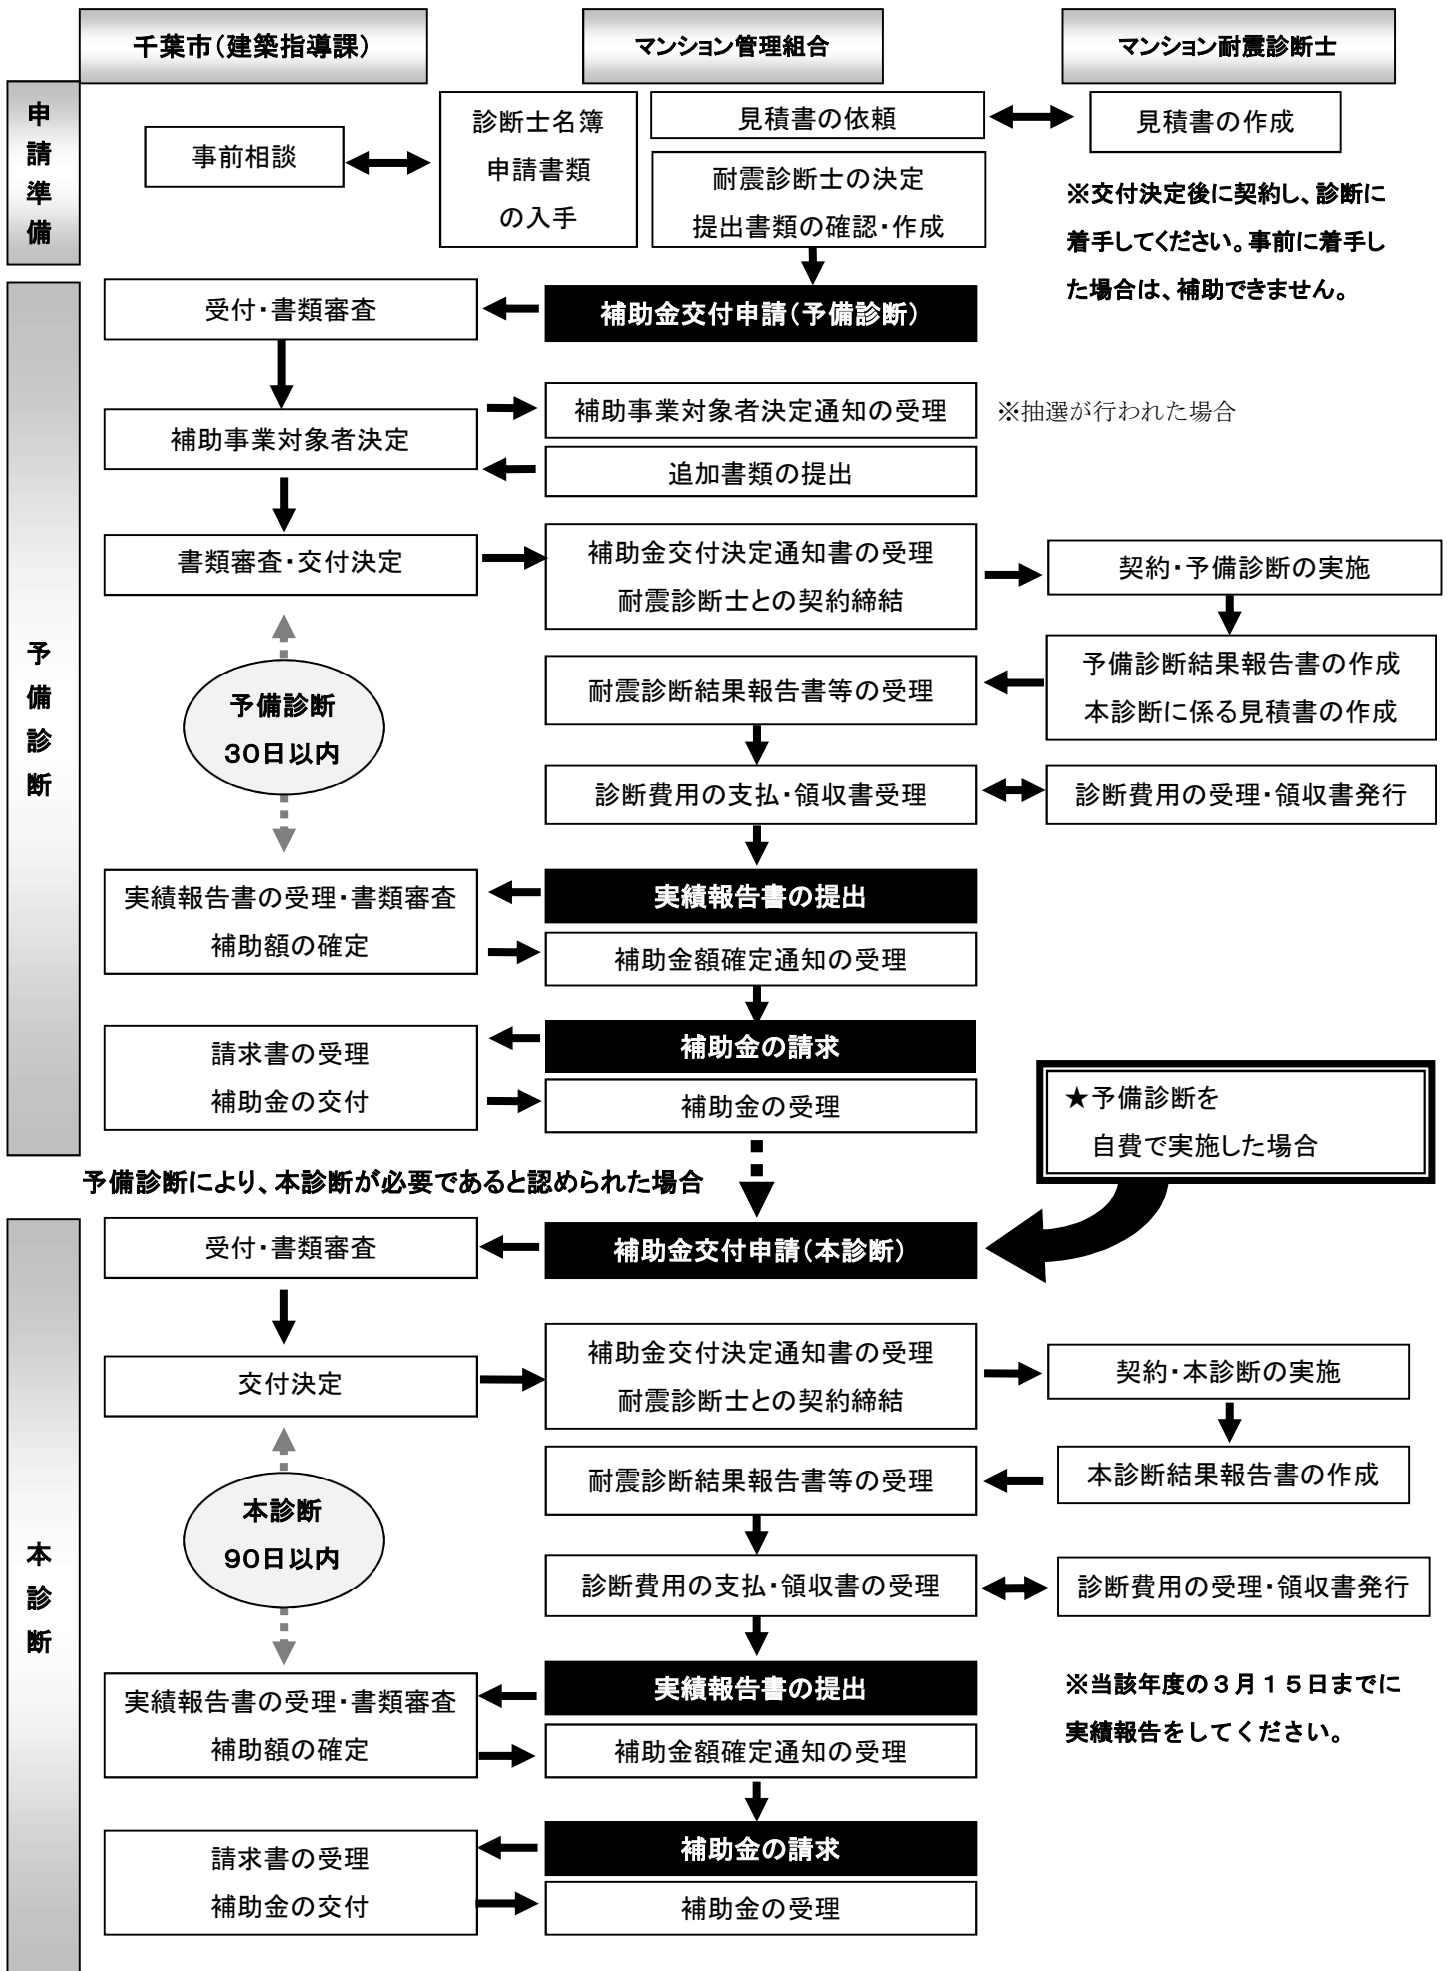 千葉市（建築指導課）
マンション管理組合
マンション耐震診断士
申請準備
事前相談
診断士名簿
申請書類
の入手
見積書の依頼
見積書の作成
耐震診断士の決定
提出書類の確認・作成
※交付決定後に契約し、診断に
着手してください。事前に着手し
た場合は、補助できません。
予備診断
受付・書類審査
補助金交付申請（予備診断）
補助事業対象者決定
補助事業対象者決定通知の受理
※抽選が行われた場合
追加書類の提出
書類審査・交付決定
補助金交付決定通知書の受理
耐震診断士との契約締結
契約・予備診断の実施
予備診断
30日以内
耐震診断結果報告書等の受理
予備診断結果報告書の作成
本診断に係る見積書の作成
診断費用の支払・領収書受理
診断費用の受理・領収書発行
実績報告書の受理・書類審査
補助額の確定
実績報告書の提出
補助金額確定通知の受理
請求書の受理
補助金の交付
補助金の請求
補助金の受理
★予備診断を
自費で実施した場合
予備診断により、本診断が必要であると認められた場合
本診断
受付・書類審査
補助金交付申請（本診断）
交付決定
補助金交付決定通知書の受理
耐震診断士との契約締結
契約・本診断の実施
本診断
90日以内
耐震診断結果報告書等の受理
本診断結果報告書の作成
診断費用の支払・領収書の受理
診断費用の受理・領収書発行
実績報告書の受理・書類審査
補助額の確定
実績報告書の提出
補助金額確定通知の受理
※当該年度の３月１５日までに
実績報告をしてください。
請求書の受理
補助金の交付
補助金の請求
補助金の受理